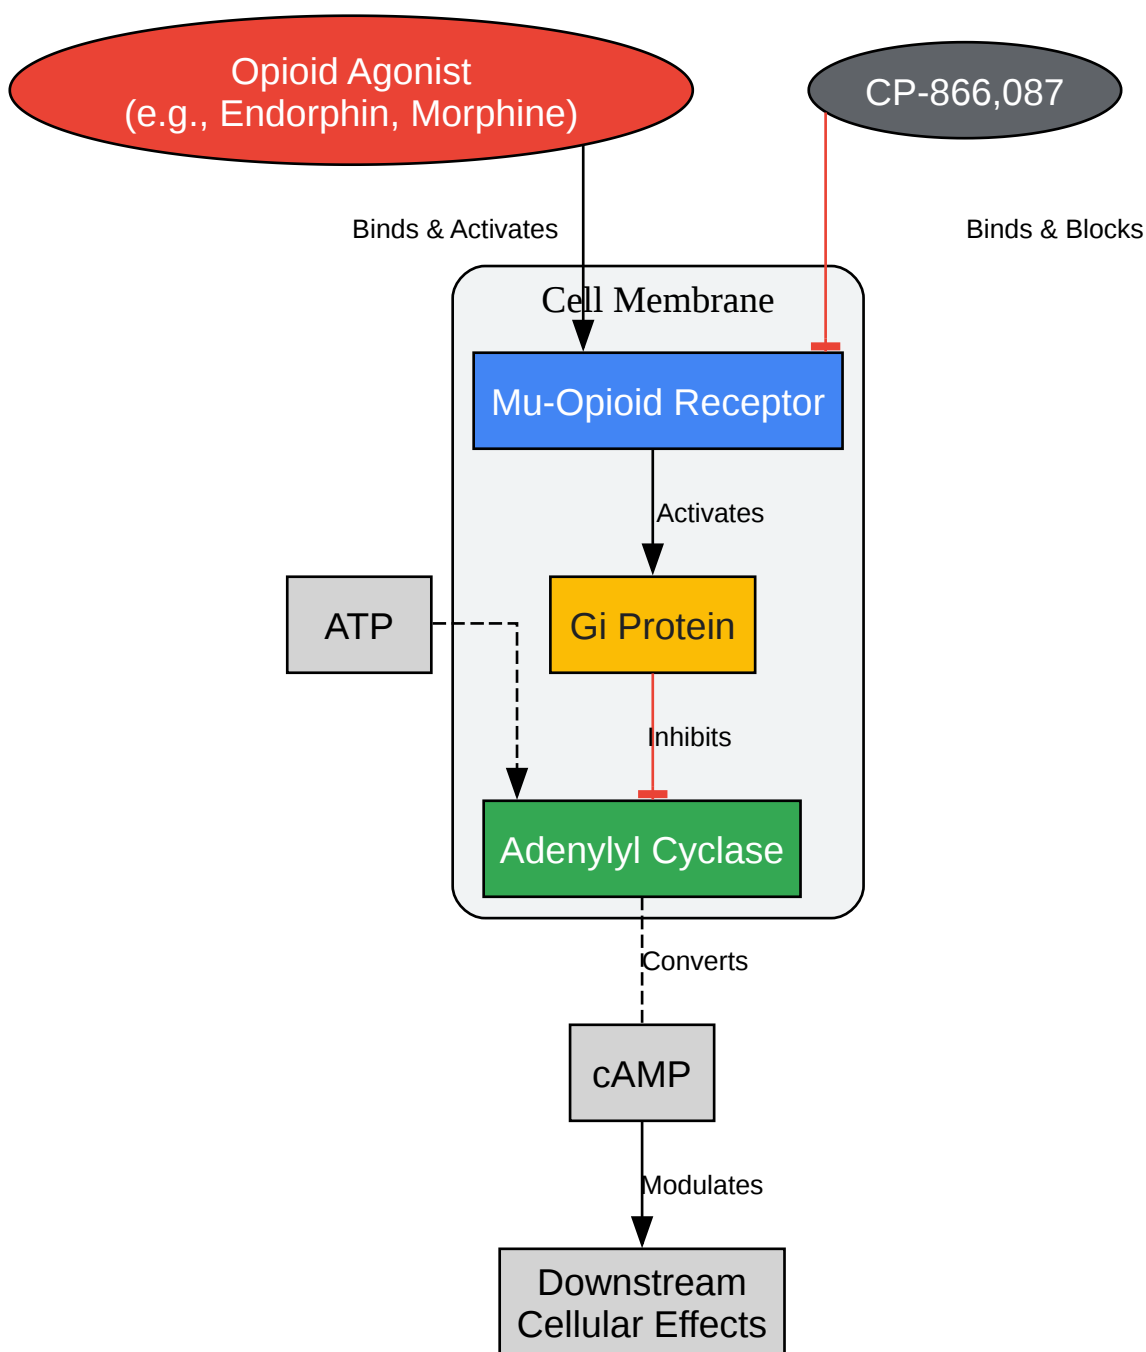 Opioid Agonist
(e.g., Endorphin, Morphine)
CP-866,087
Binds & Activates
Binds & Blocks
Cell Membrane
Mu-Opioid Receptor
Activates
ATP
Gi Protein
Inhibits
Adenylyl Cyclase
Converts
cAMP
Modulates
Downstream
Cellular Effects